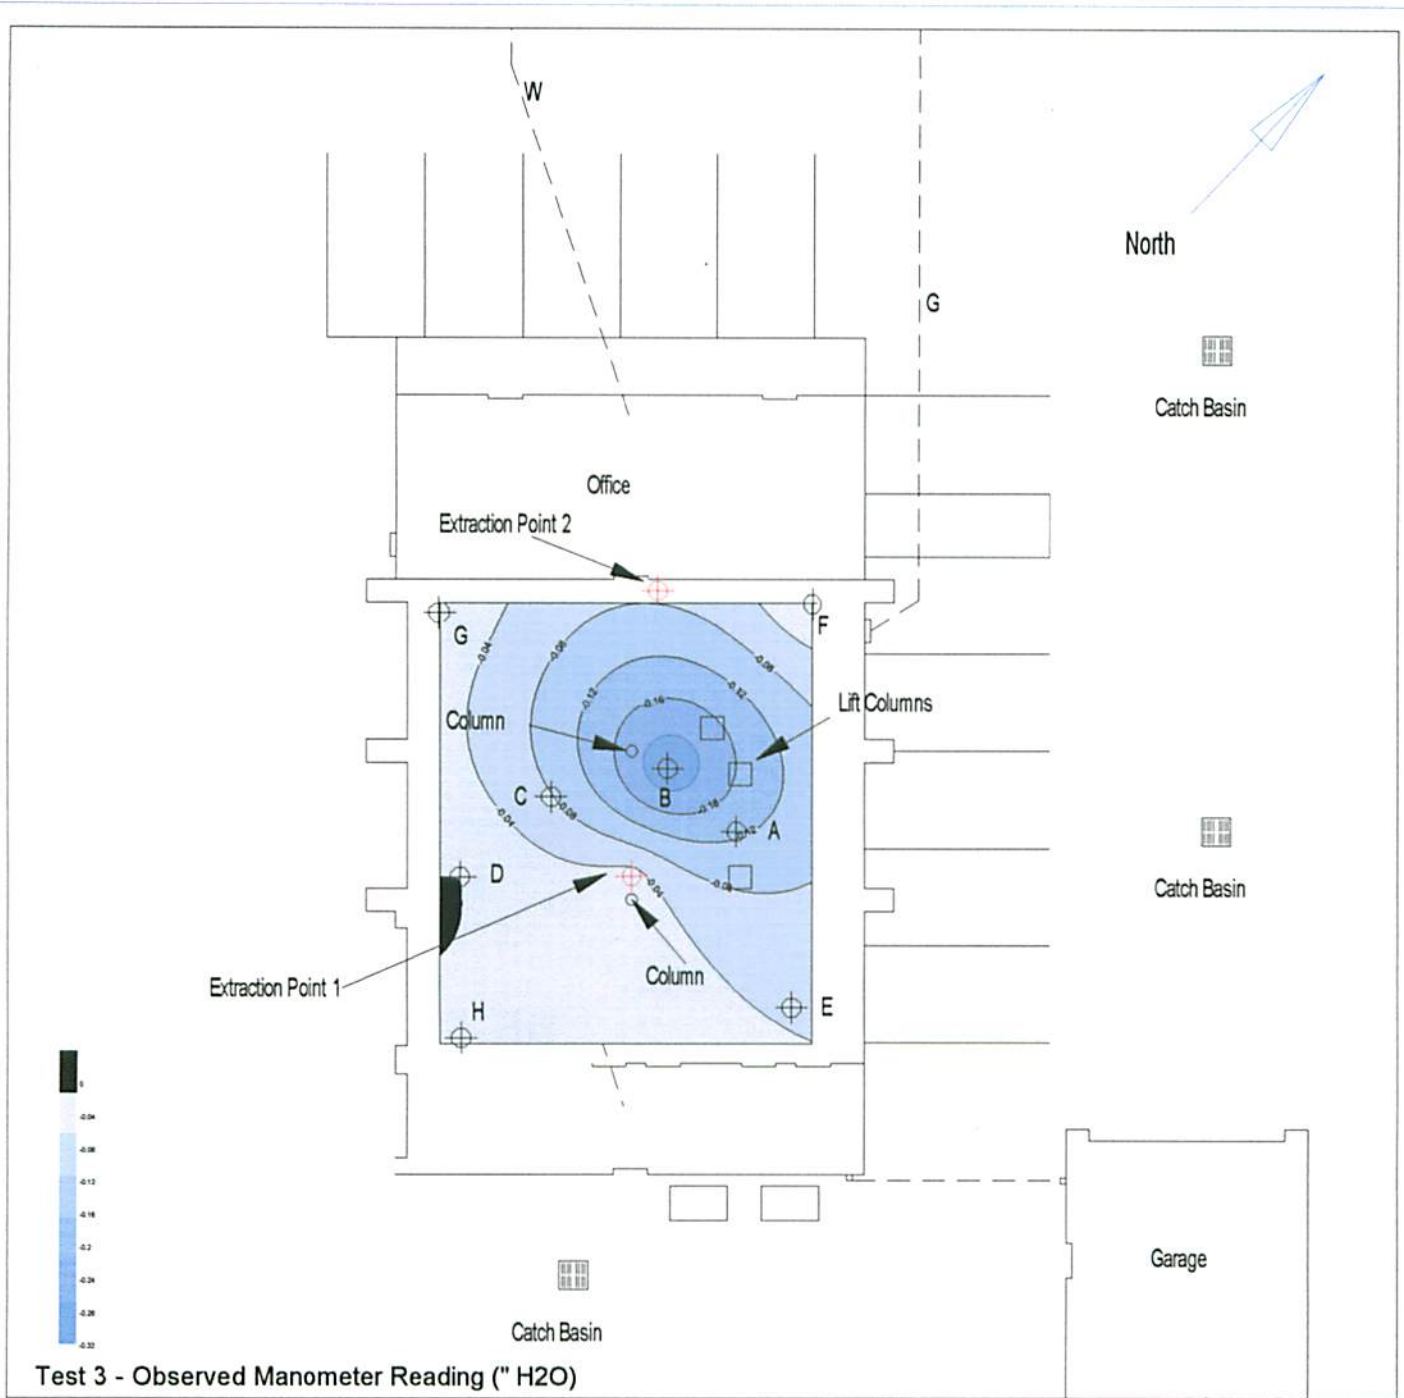 W
G
North
Catch Basin
Office
Extraction Point 2
G
F
-0.04
-0.08
-0.08
-0.12
-0.12
-0.16
Lift Columns
Column
C
B
-0.16
A
-0.04
-0.08
D
-0.04
-0.08
Catch Basin
Extraction Point 1
Column
H
E
0
-0.04
-0.08
-0.12
-0.16
-0.2
-0.24
-0.28
-0.32
Garage
Catch Basin
Test 3 - Observed Manometer Reading (" H2O)